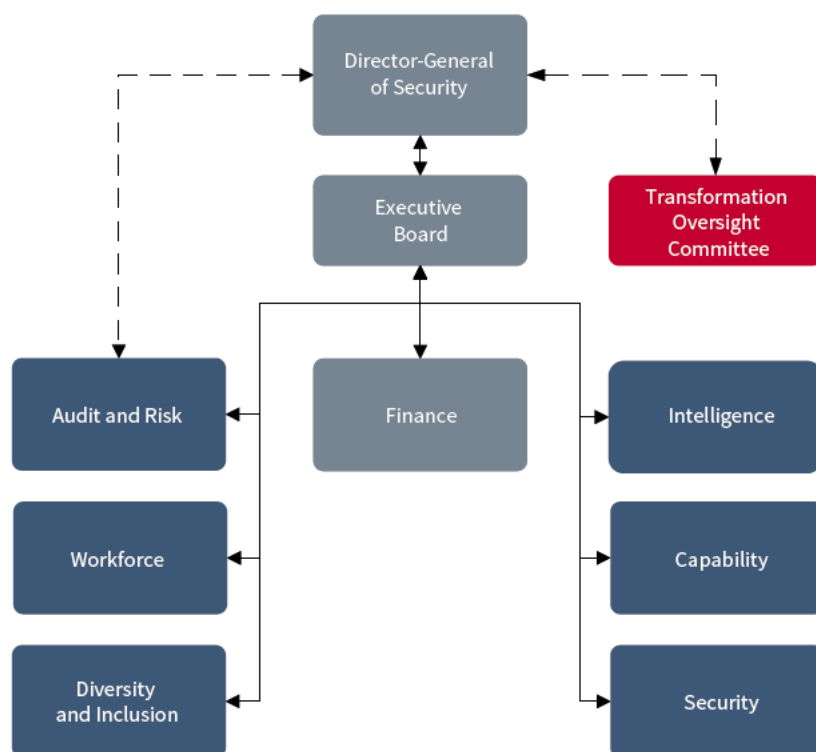 Director-General
of Security
Executive
Board
Transformation
Oversight
Committee
Audit and Risk
Finance
Intelligence
Workforce
Capability
Diversity
and Inclusion
Security